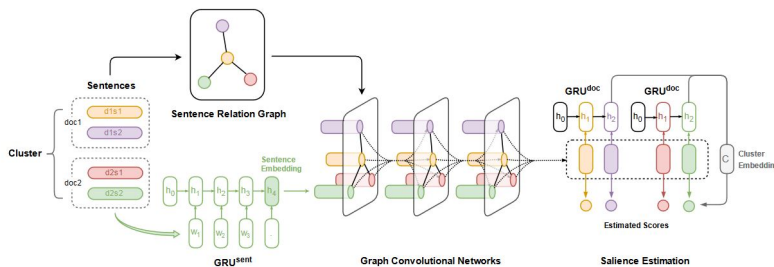 Sentences
Cluster
doc1
d1s1
d1s2
doc2
d2s1
d2s2
Sentence Relation Graph
Sentence
Embedding
h0 h1 h2 h3 h4
w1 w2 w3 .
GRUsent
Graph Convolutional Networks
GRUdoc GRUdoc
h0 h1 h2 h0 h1 h2
C
Cluster
Embeddin
Estimated Scores
Salience Estimation